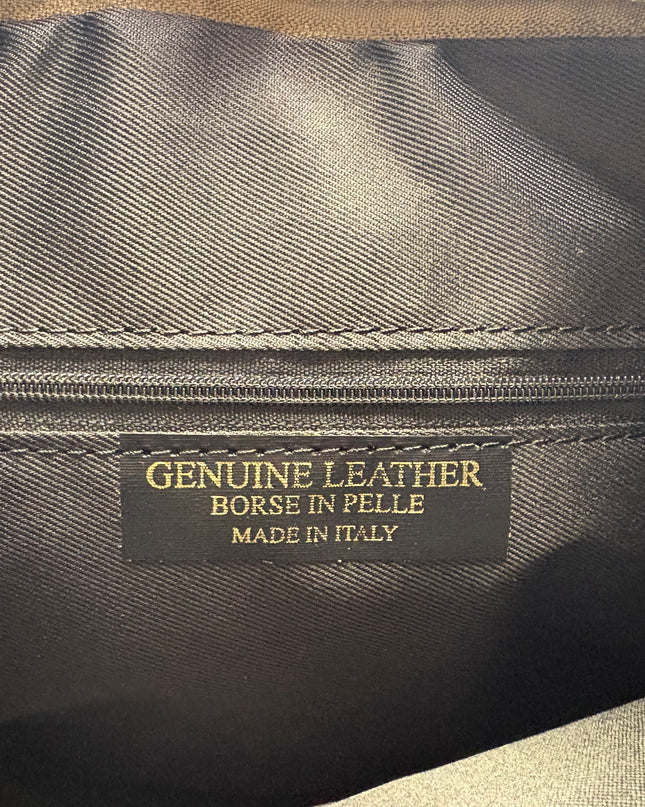 GENUINE LEATHER
BORSE IN PELLE
MADE IN ITALY